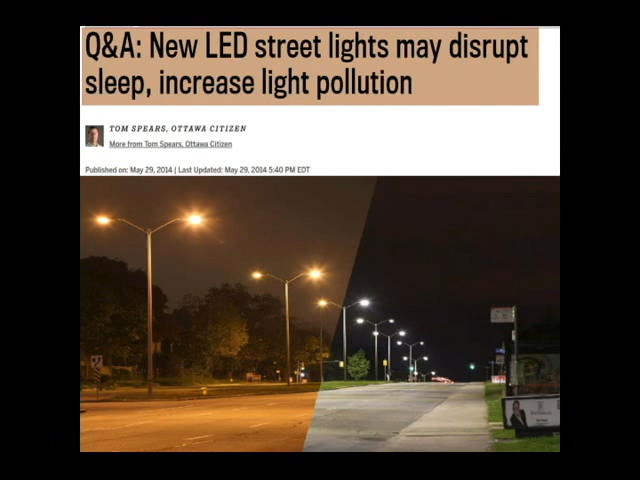 Q&A: New LED street lights may disrupt
sleep, increase light pollution
TOM SPEARS, OTTAWA CITIZEN
More from Tom Spears, Ottawa Citizen
Published on: May 29, 2014 | Last Updated: May 29, 2014 5:40 PM EDT